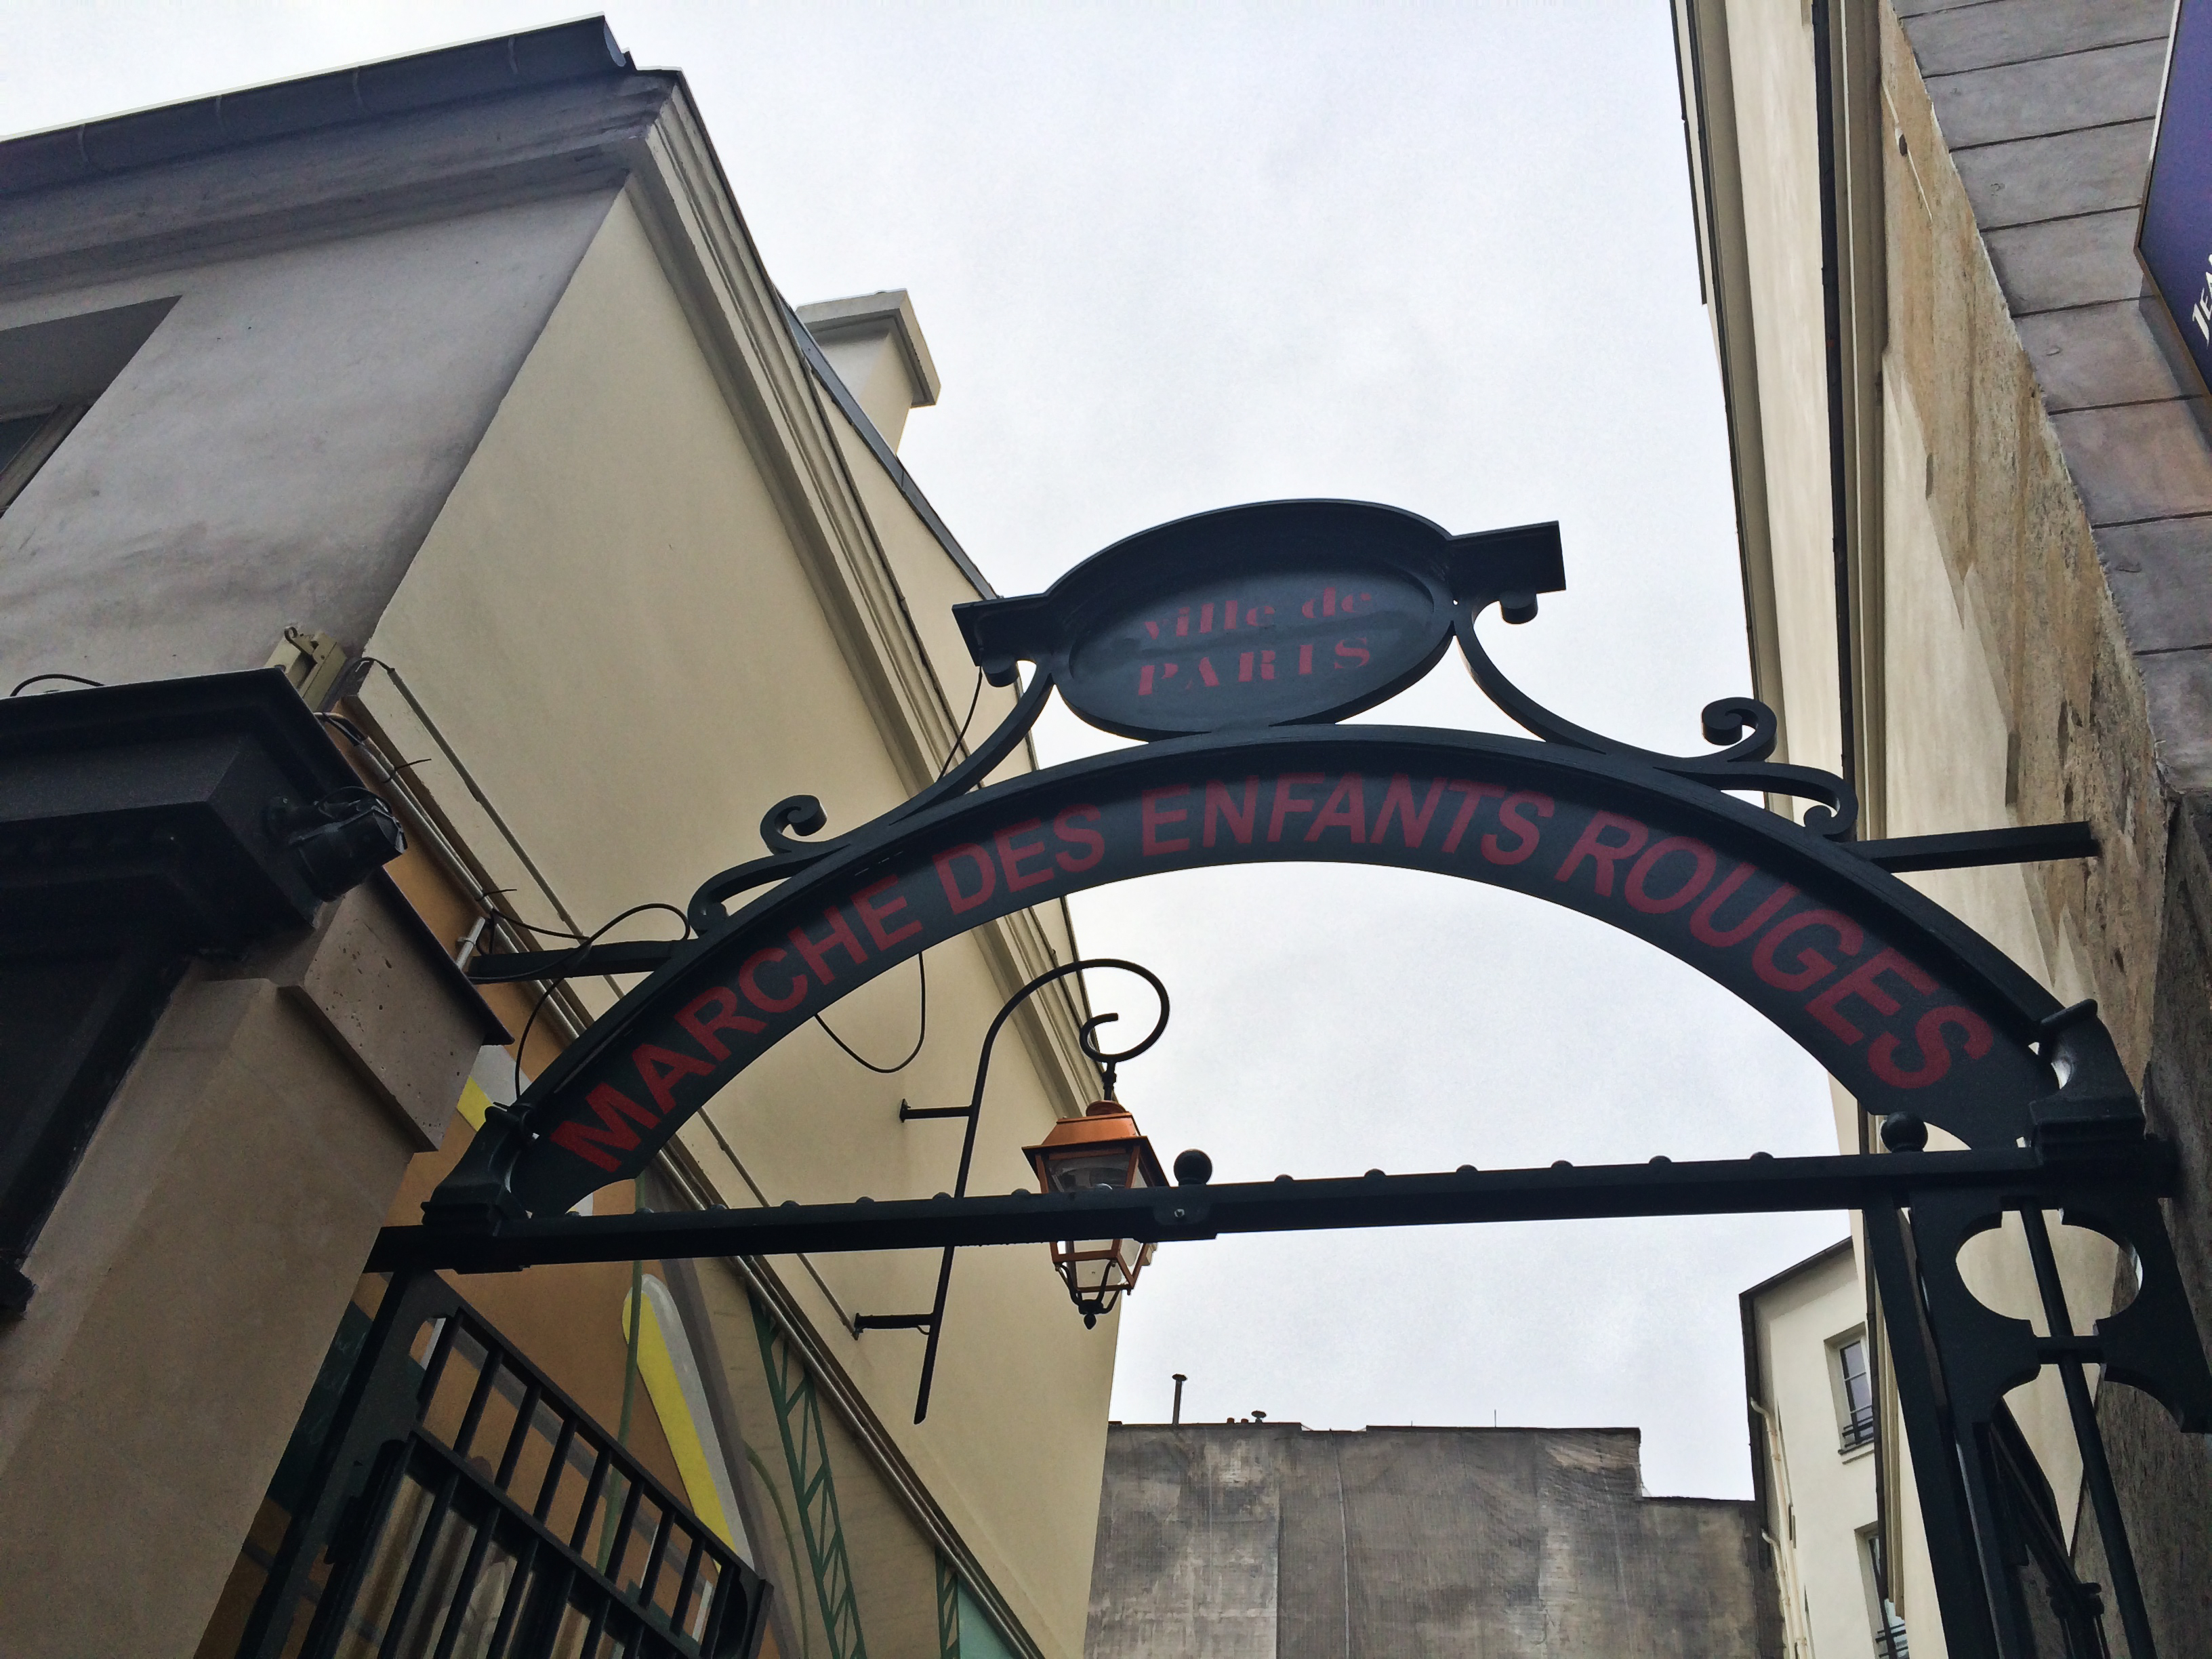 ville de
PARIS
MARCHE DES ENFANTS ROUGES